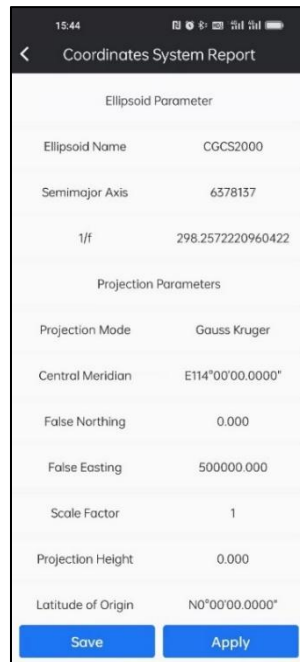 15:44
Coordinates System Report
Ellipsoid Parameter
Ellipsoid Name CGCS2000
Semimajor Axis 6378137
1/f 298.2572220960422
Projection Parameters
Projection Mode Gauss Kruger
Central Meridian E114°00'00.0000"
False Northing 0.000
False Easting 500000.000
Scale Factor 1
Projection Height 0.000
Latitude of Origin N0°00'00.0000"
Save Apply